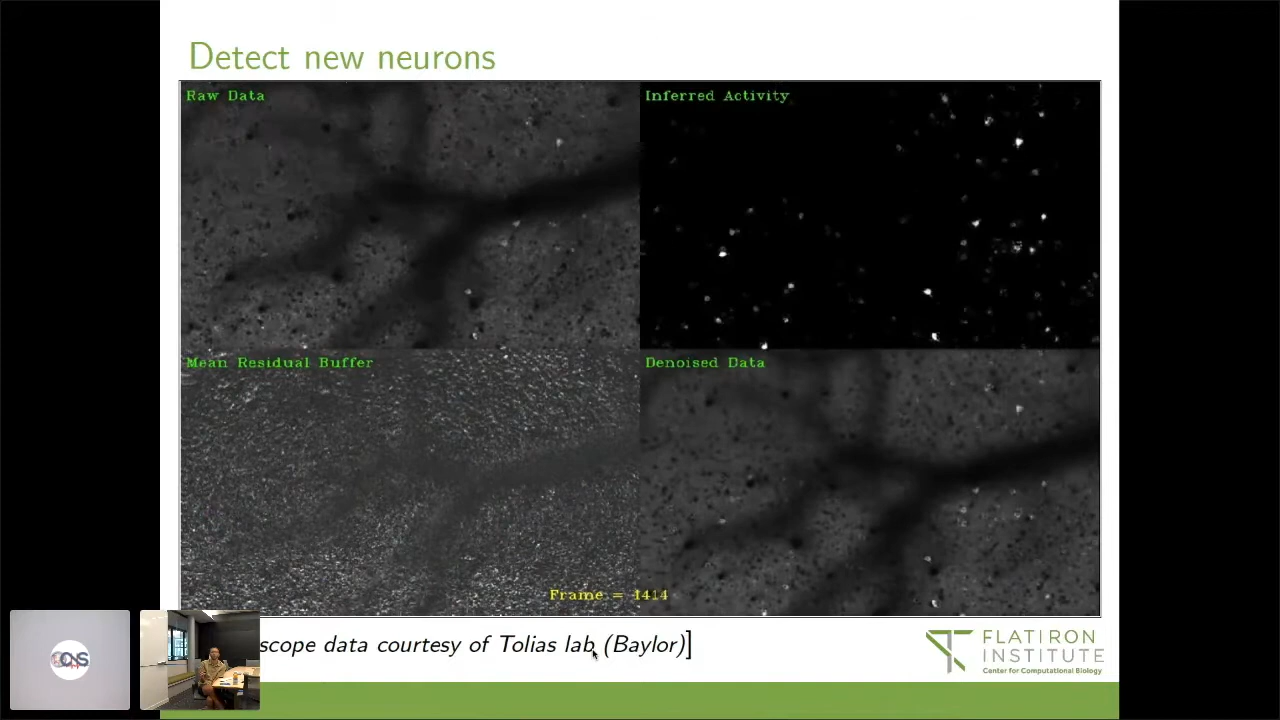 Detect new neurons
Raw Data
Inferred Activity
Mean Residual Buffer
Denoised Data
Frame = 1414
scope data courtesy of Tolias lab (Baylor)]
FLATIRON
INSTITUTE
Center for Computational Biology